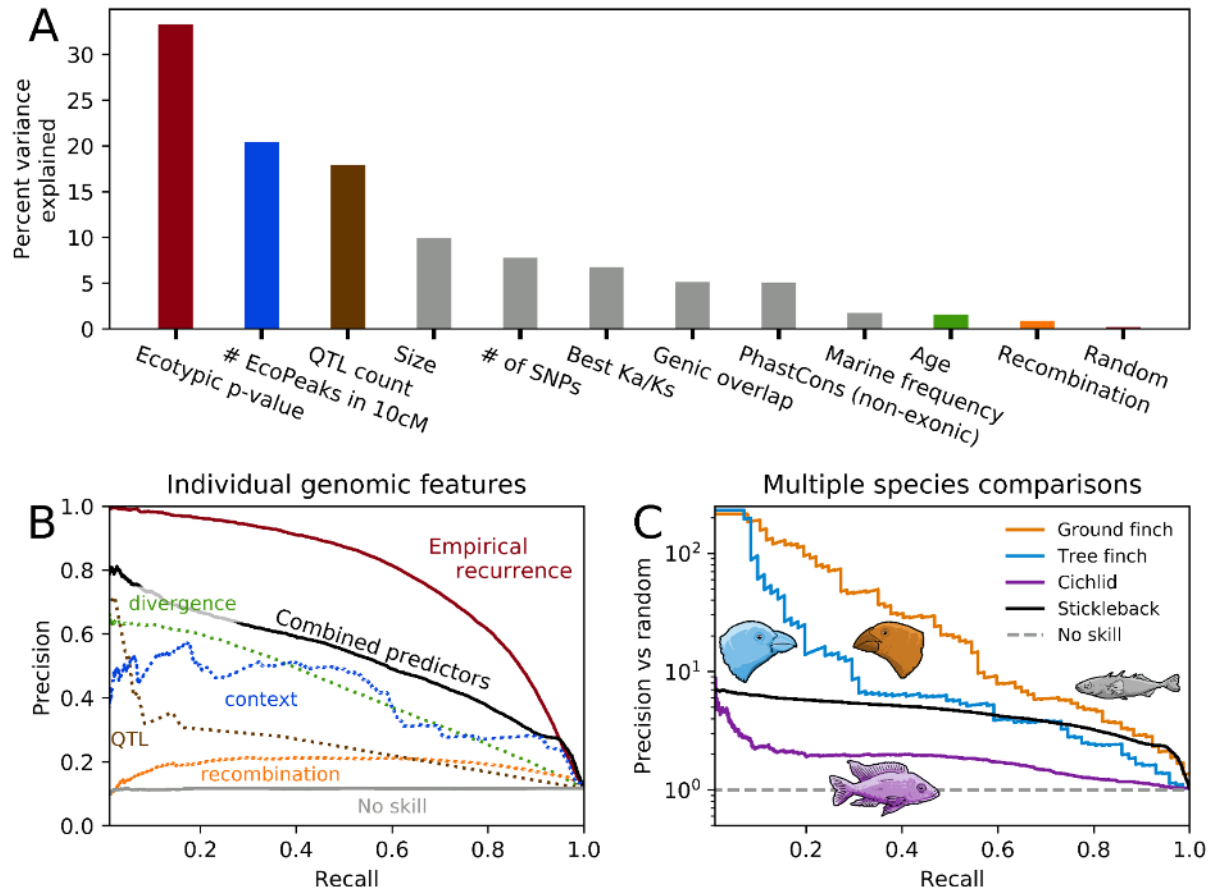 A
Percent variance
explained
30
25
20
15
10
5
0
Ecotypic p-value
# EcoPeaks in 10cM
QTL count
Size
# of SNPs
Best Ka/Ks
Genic overlap
PhastCons (non-exonic)
Marine frequency
Age
Recombination
Random
Individual genomic features
B
Precision
1.0
0.8
0.6
0.4
0.2
0.0
Empirical
recurrence
divergence
Combined predictors
context
QTL
recombination
No skill
0.2
0.4
0.6
0.8
1.0
Recall
Multiple species comparisons
C
Precision vs random
10²
10¹
10⁰
Ground finch
Tree finch
Cichlid
Stickleback
No skill
0.2
0.4
0.6
0.8
1.0
Recall